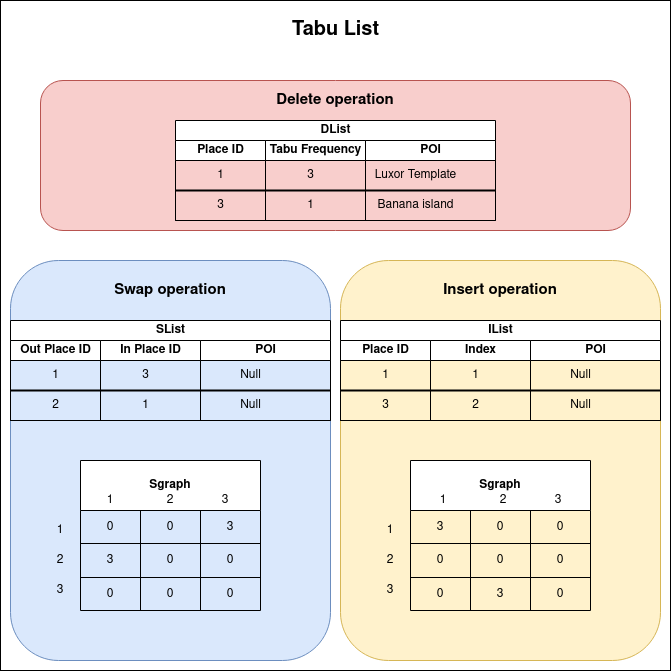 Tabu List
Delete operation
DList
Place ID Tabu Frequency POI
1 3 Luxor Template
3 1 Banana island
Swap operation
SList
Out Place ID In Place ID POI
1 3 Null
2 1 Null
Sgraph
1 2 3
1 0 0 3
2 3 0 0
3 0 0 0
Insert operation
IList
Place ID Index POI
1 1 Null
3 2 Null
Sgraph
1 2 3
1 3 0 0
2 0 0 0
3 0 3 0